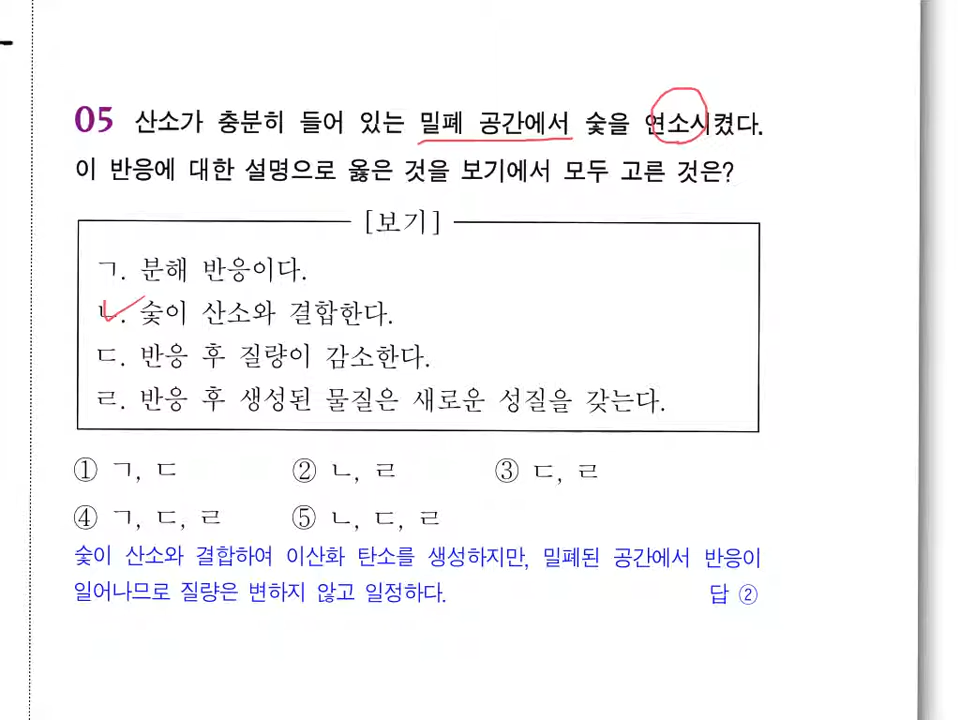 05 산소가 충분히 들어 있는 밀폐 공간에서 숯을 연소시켰다.
이 반응에 대한 설명으로 옳은 것을 보기에서 모두 고른 것은?
[보기]
ㄱ. 분해 반응이다.
ㄴ. 숯이 산소와 결합한다.
ㄷ. 반응 후 질량이 감소한다.
ㄹ. 반응 후 생성된 물질은 새로운 성질을 갖는다.
① ㄱ, ㄷ ② ㄴ, ㄹ ③ ㄷ, ㄹ
④ ㄱ, ㄷ, ㄹ ⑤ ㄴ, ㄷ, ㄹ
숯이 산소와 결합하여 이산화 탄소를 생성하지만, 밀폐된 공간에서 반응이
일어나므로 질량은 변하지 않고 일정하다. 답 ②